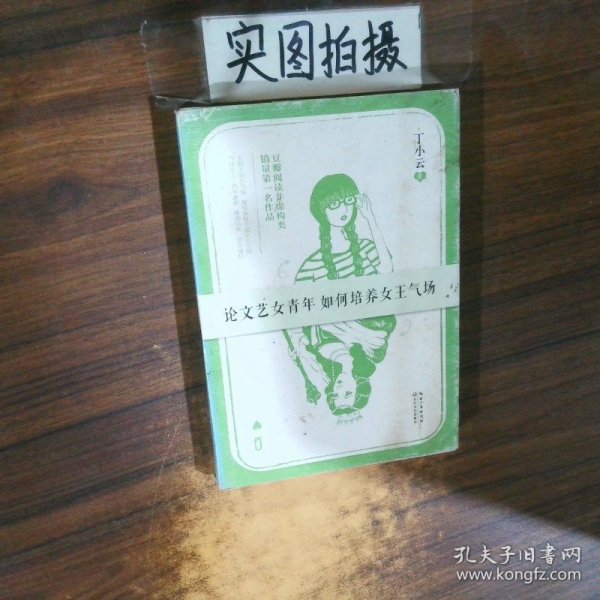 实图拍摄
丁小云
著
豆瓣阅读非虚构类
销量第一名作品
论文艺女青年 如何培养女王气场
Q
孔夫子旧书网
www.kongfz.com